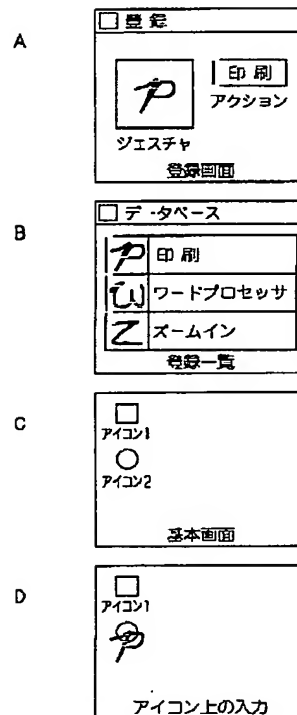 A
登録
P
印刷
アクション
ジェスチャ
登録画面
B
データベース
P 印刷
W ワードプロセッサ
Z ズームイン
登録一覧
C
アイコン1
アイコン2
基本画面
D
アイコン1
P
アイコン上の入力